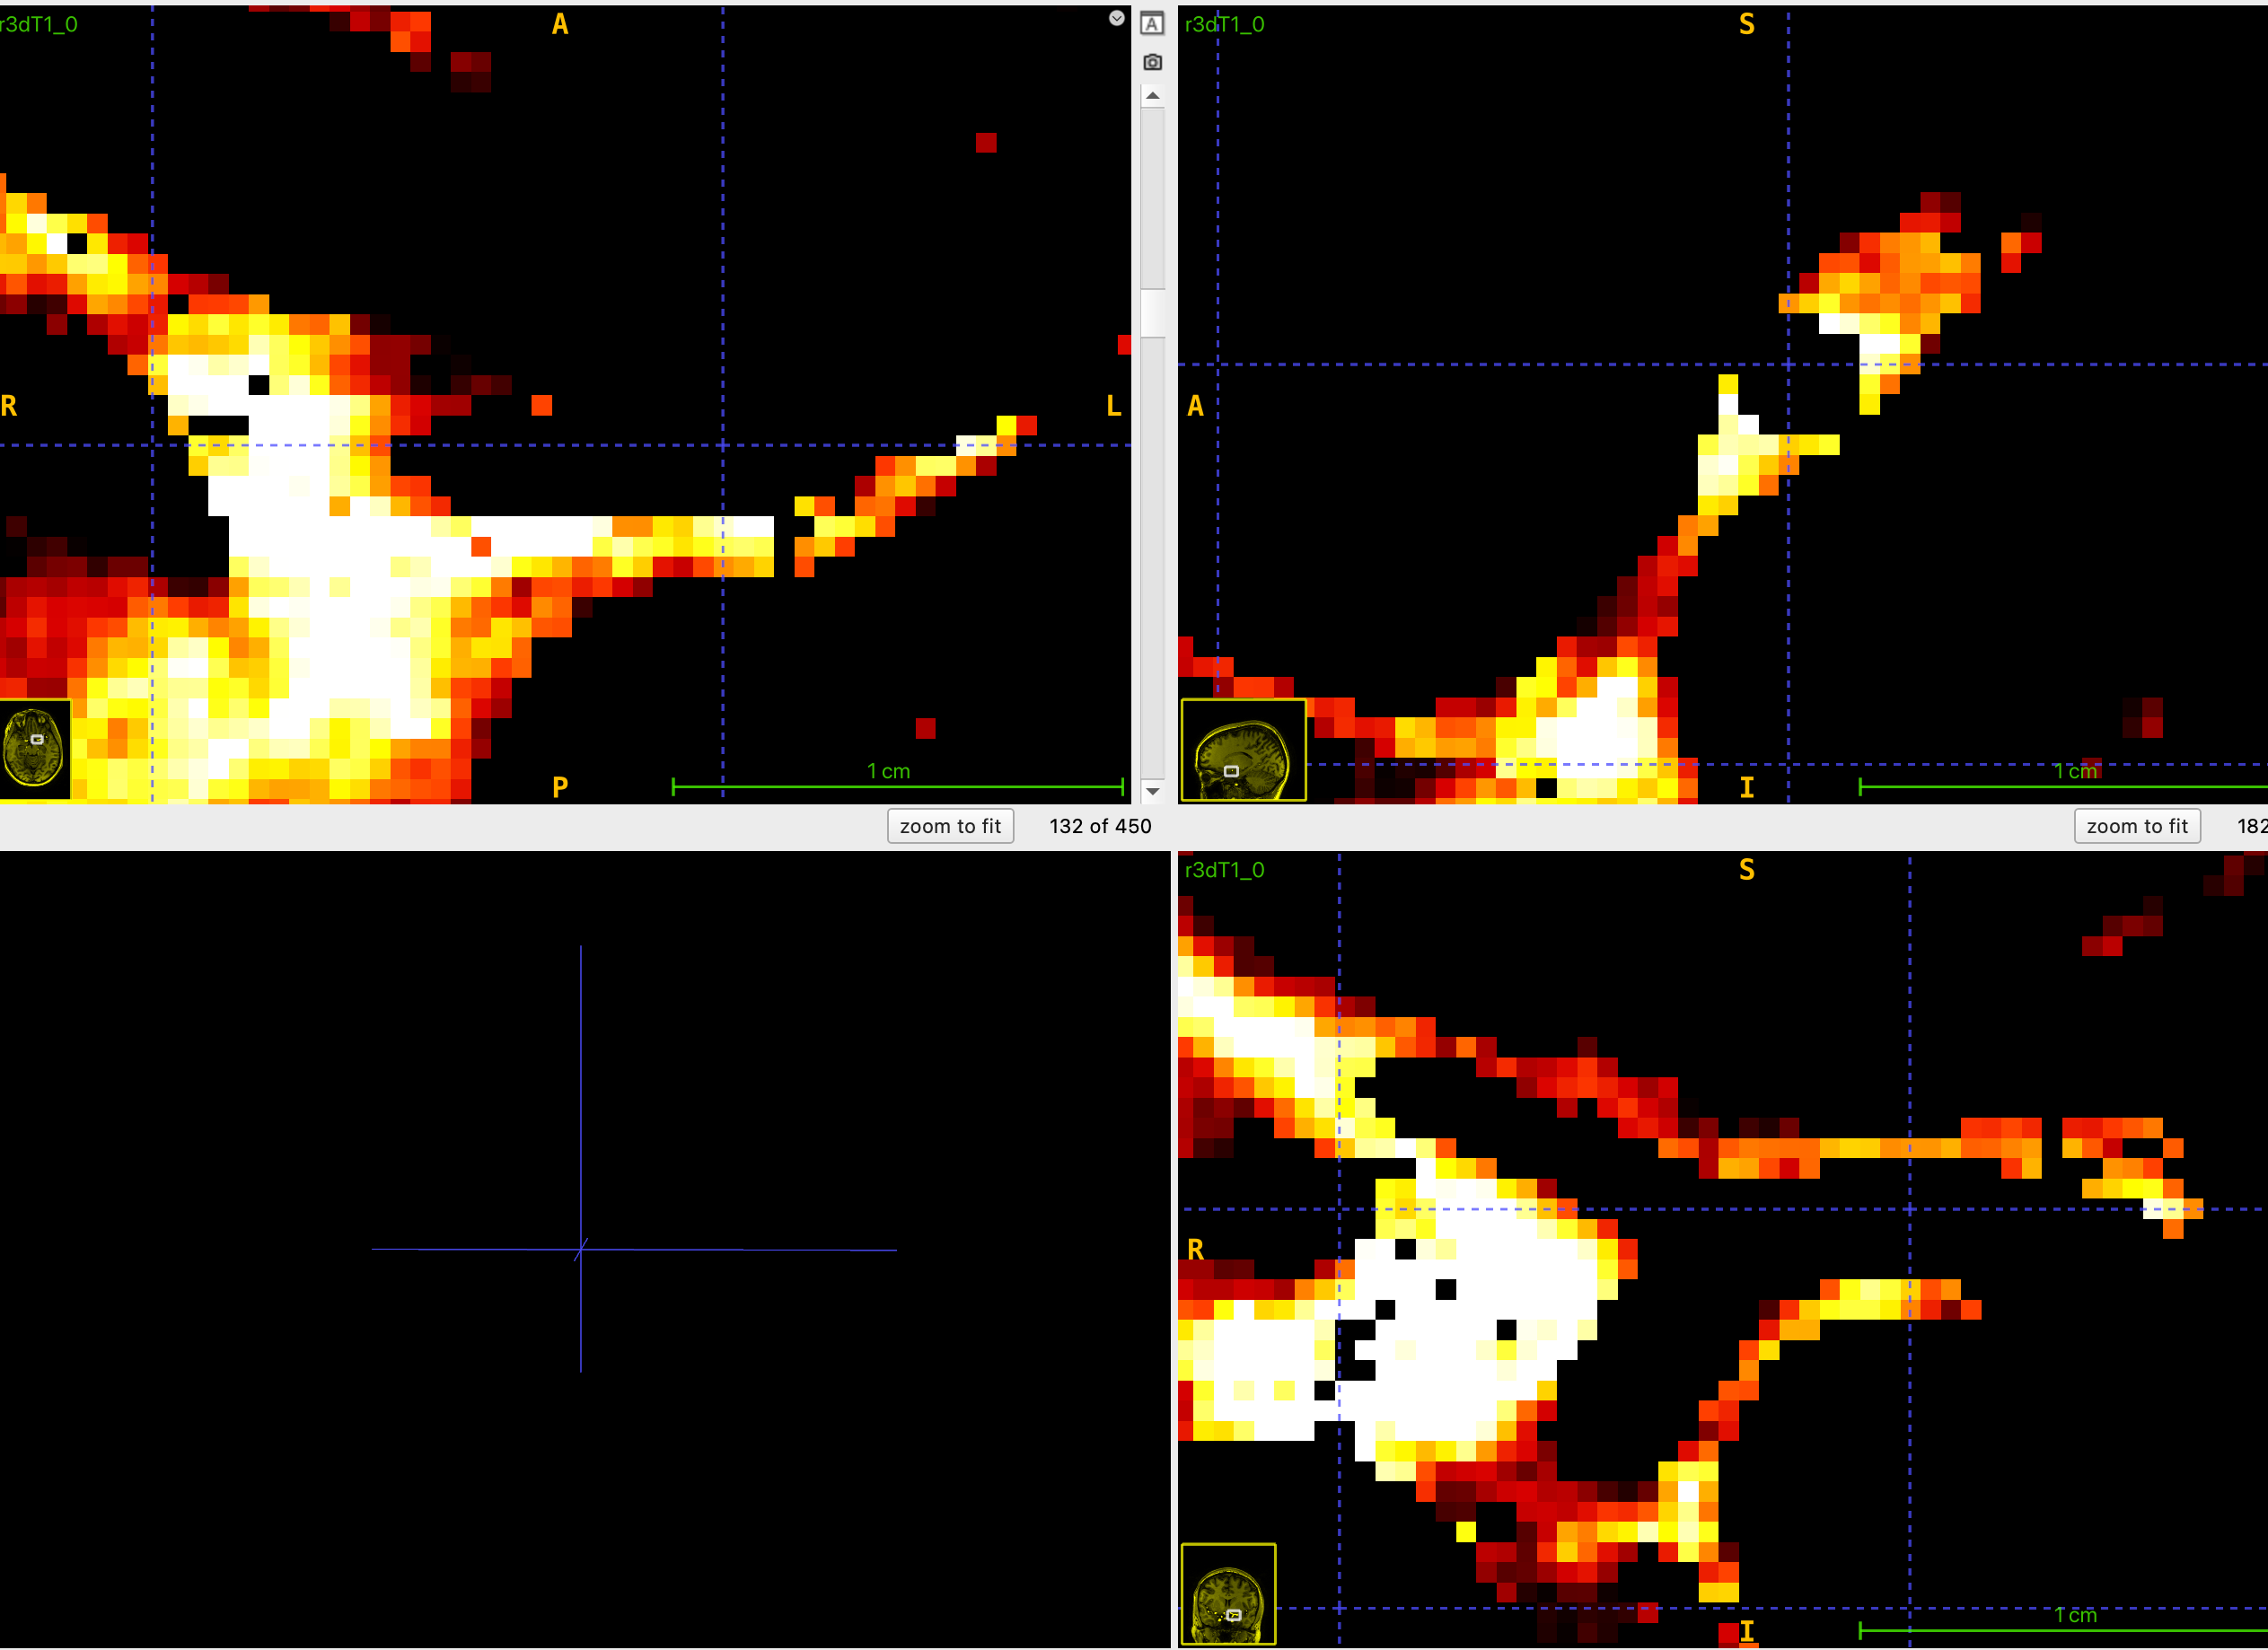 r3dT1_0
A
R
L
P
1 cm
A
zoom to fit
132 of 450
r3dT1_0
S
A
I
1 cm
zoom to fit
182
r3dT1_0
S
R
I
1 cm